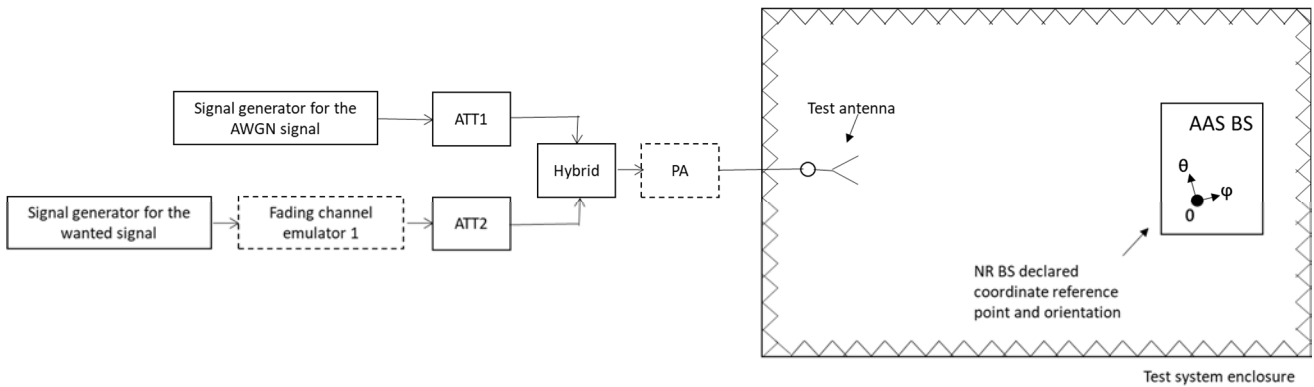 Signal generator for the
AWGN signal
ATT1
Hybrid
PA
Signal generator for the
wanted signal
Fading channel
emulator 1
ATT2
Test antenna
AAS BS
θ
φ
0
NR BS declared
coordinate reference
point and orientation
Test system enclosure